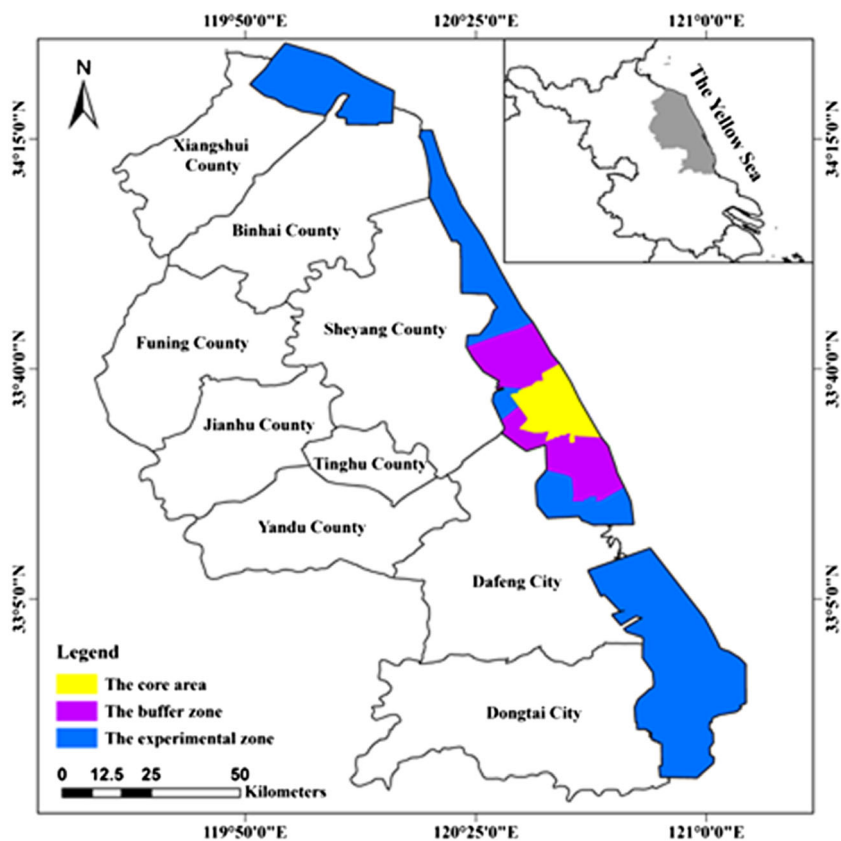 119°50'0"E
120°25'0"E
121°0'0"E
N
The Yellow Sea
34°15'0"N
34°15'0"N
Xiangshui
County
Binhai County
Sheyang County
Funing County
33°40'0"N
33°40'0"N
Jianhu County
Tinghu County
Yandu County
Dafeng City
33°5'0"N
33°5'0"N
Legend
The core area
The buffer zone
The experimental zone
Dongtai City
0 12.5 25 50
Kilometers
119°50'0"E
120°25'0"E
121°0'0"E